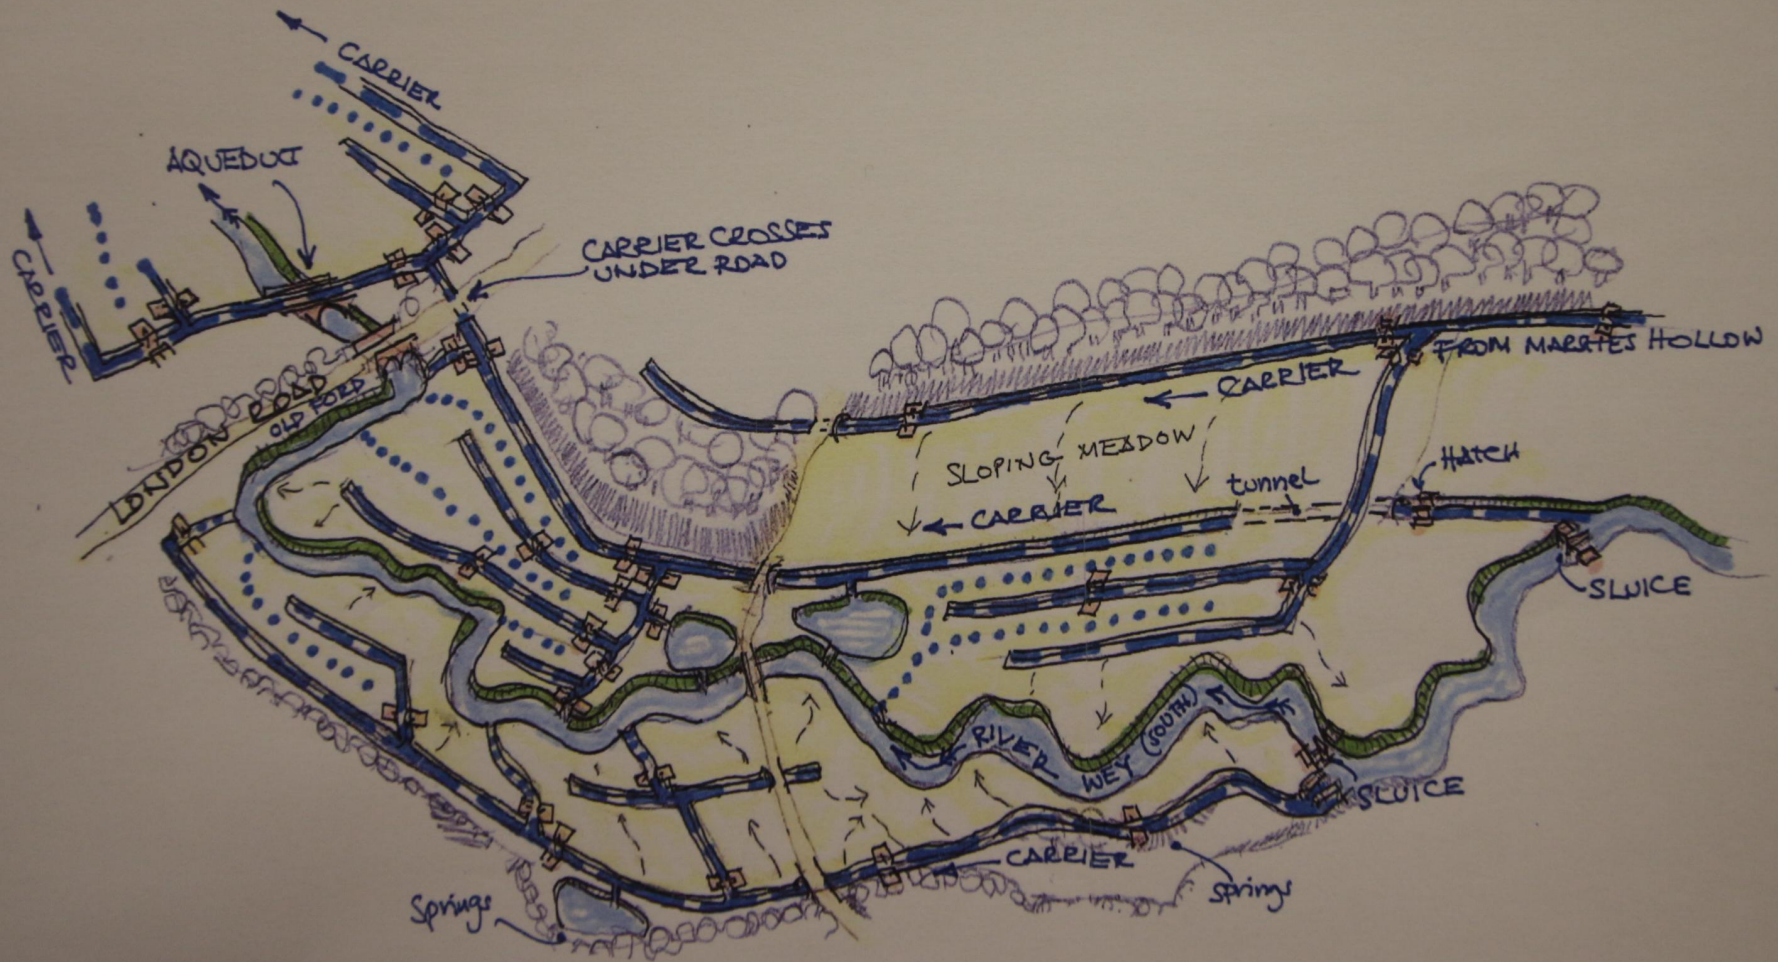 CARRIER
AQUEDUCT
CARRIER
CARRIER CROSSES
UNDER ROAD
FROM MARRIES HOLLOW
CARRIER
LONDON ROAD
OLD FORD
SLOPING MEADOW
HATCH
tunnel
CARRIER
SLUICE
RIVER WEY (SOUTH)
SLUICE
CARRIER
Springs
Springs